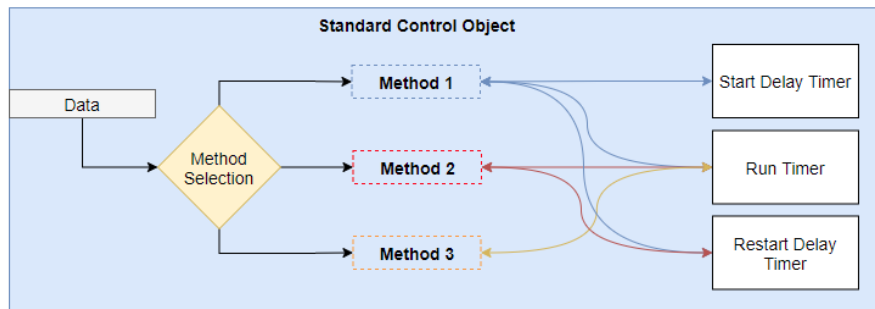 Standard Control Object
Data
Method
Selection
Method 1
Method 2
Method 3
Start Delay Timer
Run Timer
Restart Delay
Timer